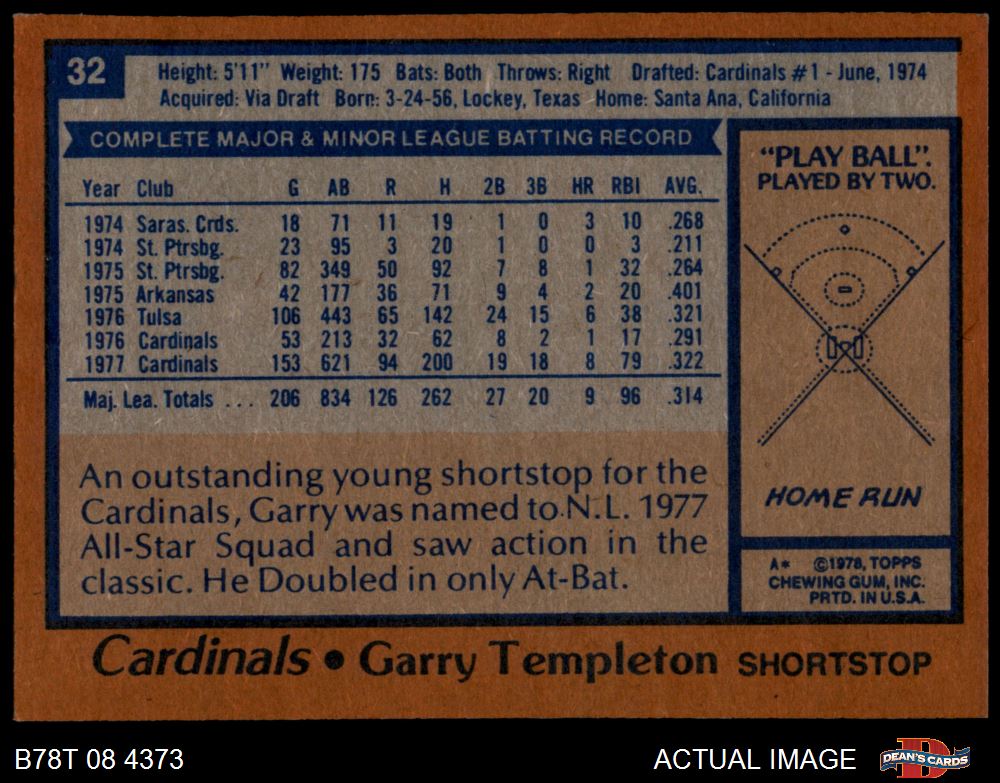 32
Height: 5'11" Weight: 175 Bats: Both Throws: Right Drafted: Cardinals #1 - June, 1974
Acquired: Via Draft Born: 3-24-56, Lockey, Texas Home: Santa Ana, California
COMPLETE MAJOR & MINOR LEAGUE BATTING RECORD
Year Club G AB R H 2B 3B HR RBI AVG.
1974 Saras. Crds. 18 71 11 19 1 0 3 10 .268
1974 St. Ptrsbg. 23 95 3 20 1 0 0 3 .211
1975 St. Ptrsbg. 82 349 50 92 7 8 1 32 .264
1975 Arkansas 42 177 36 71 9 4 2 20 .401
1976 Tulsa 106 443 65 142 24 15 6 38 .321
1976 Cardinals 53 213 32 62 8 2 1 17 .291
1977 Cardinals 153 621 94 200 19 18 8 79 .322
Maj. Lea. Totals ... 206 834 126 262 27 20 9 96 .314
An outstanding young shortstop for the
Cardinals, Garry was named to N.L. 1977
All-Star Squad and saw action in the
classic. He Doubled in only At-Bat.
"PLAY BALL".
PLAYED BY TWO.
HOME RUN
A* ©1978, TOPPS
CHEWING GUM, INC.
PRTD. IN U.S.A.
Cardinals • Garry Templeton SHORTSTOP
B78T 08 4373
ACTUAL IMAGE
DEAN'S CARDS